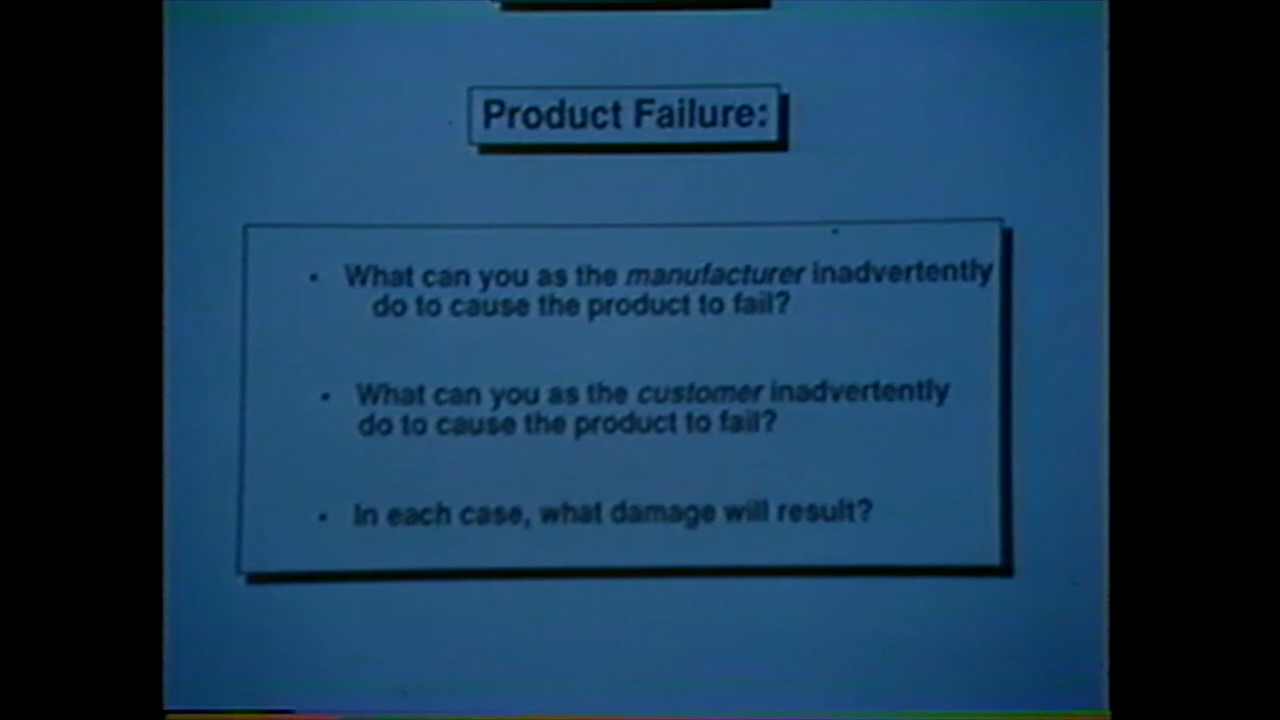 Product Failure:
• What can you as the manufacturer inadvertently
do to cause the product to fail?
• What can you as the customer inadvertently
do to cause the product to fail?
• In each case, what damage will result?